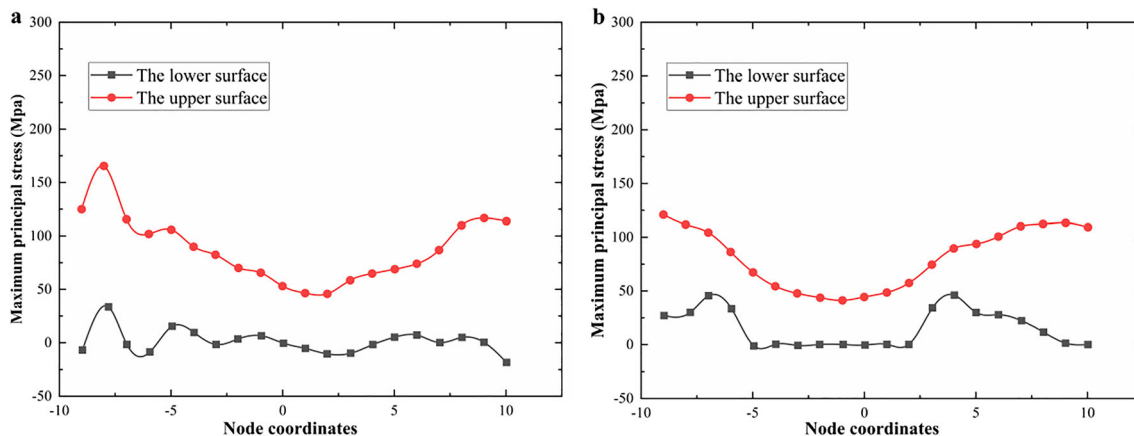 a
300
250
200
150
100
50
0
-50
Maximum principal stress (Mpa)
The lower surface
The upper surface
-10
-5
0
5
10
Node coordinates
b
300
250
200
150
100
50
0
-50
Maximum principal stress (Mpa)
The lower surface
The upper surface
-10
-5
0
5
10
Node coordinates